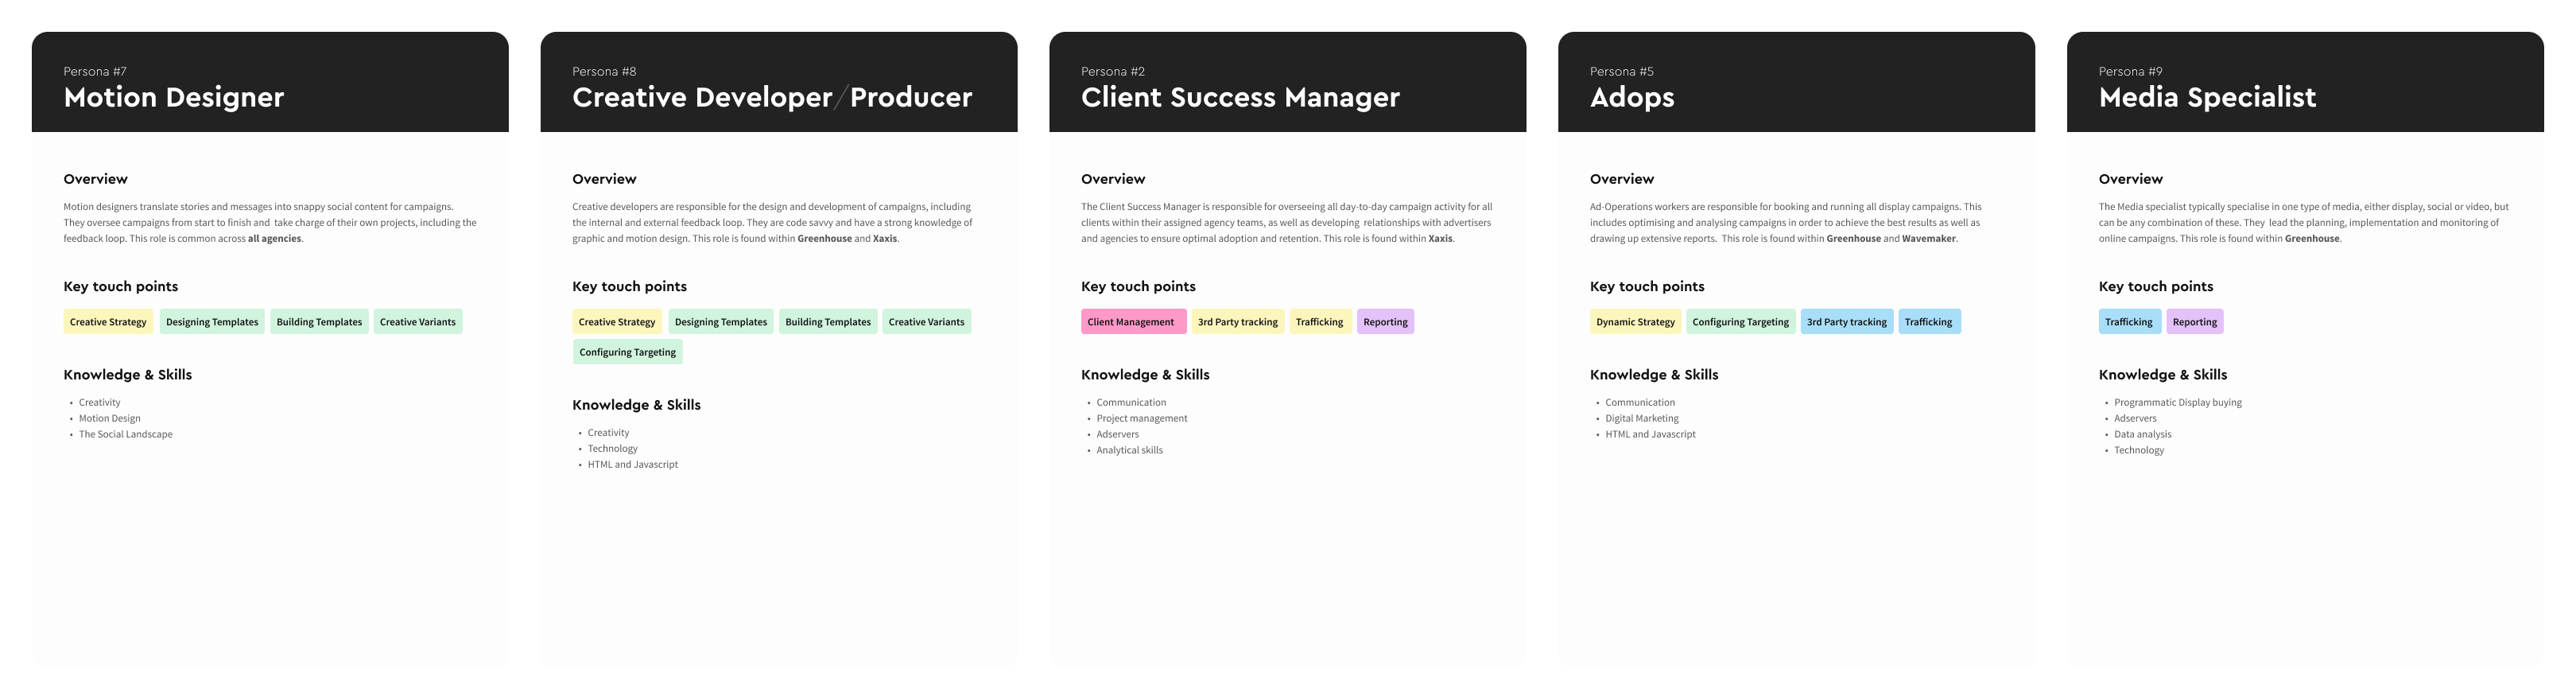 Persona #7
Motion Designer
Overview
Motion designers translate stories and messages into snappy social content for campaigns.
They oversee campaigns from start to finish and  take charge of their own projects, including the
feedback loop. This role is common across all agencies.
Key touch points
Creative Strategy
Designing Templates
Building Templates
Creative Variants
Knowledge & Skills
• Creativity
• Motion Design
• The Social Landscape
Persona #8
Creative Developer/Producer
Overview
Creative developers are responsible for the design and development of campaigns, including
the internal and external feedback loop. They are code savvy and have a strong knowledge of
graphic and motion design. This role is found within Greenhouse and Xaxis.
Key touch points
Creative Strategy
Designing Templates
Building Templates
Creative Variants
Configuring Targeting
Knowledge & Skills
• Creativity
• Technology
• HTML and Javascript
Persona #2
Client Success Manager
Overview
The Client Success Manager is responsible for overseeing all day-to-day campaign activity for all
clients within their assigned agency teams, as well as developing  relationships with advertisers
and agencies to ensure optimal adoption and retention. This role is found within Xaxis.
Key touch points
Client Management
3rd Party tracking
Trafficking
Reporting
Knowledge & Skills
• Communication
• Project management
• Adservers
• Analytical skills
Persona #5
Adops
Overview
Ad-Operations workers are responsible for booking and running all display campaigns. This
includes optimising and analysing campaigns in order to achieve the best results as well as
drawing up extensive reports.  This role is found within Greenhouse and Wavemaker.
Key touch points
Dynamic Strategy
Configuring Targeting
3rd Party tracking
Trafficking
Knowledge & Skills
• Communication
• Digital Marketing
• HTML and Javascript
Persona #9
Media Specialist
Overview
The Media specialist typically specialise in one type of media, either display, social or video, but
can be any combination of these. They  lead the planning, implementation and monitoring of
online campaigns. This role is found within Greenhouse.
Key touch points
Trafficking
Reporting
Knowledge & Skills
• Programmatic Display buying
• Adservers
• Data analysis
• Technology